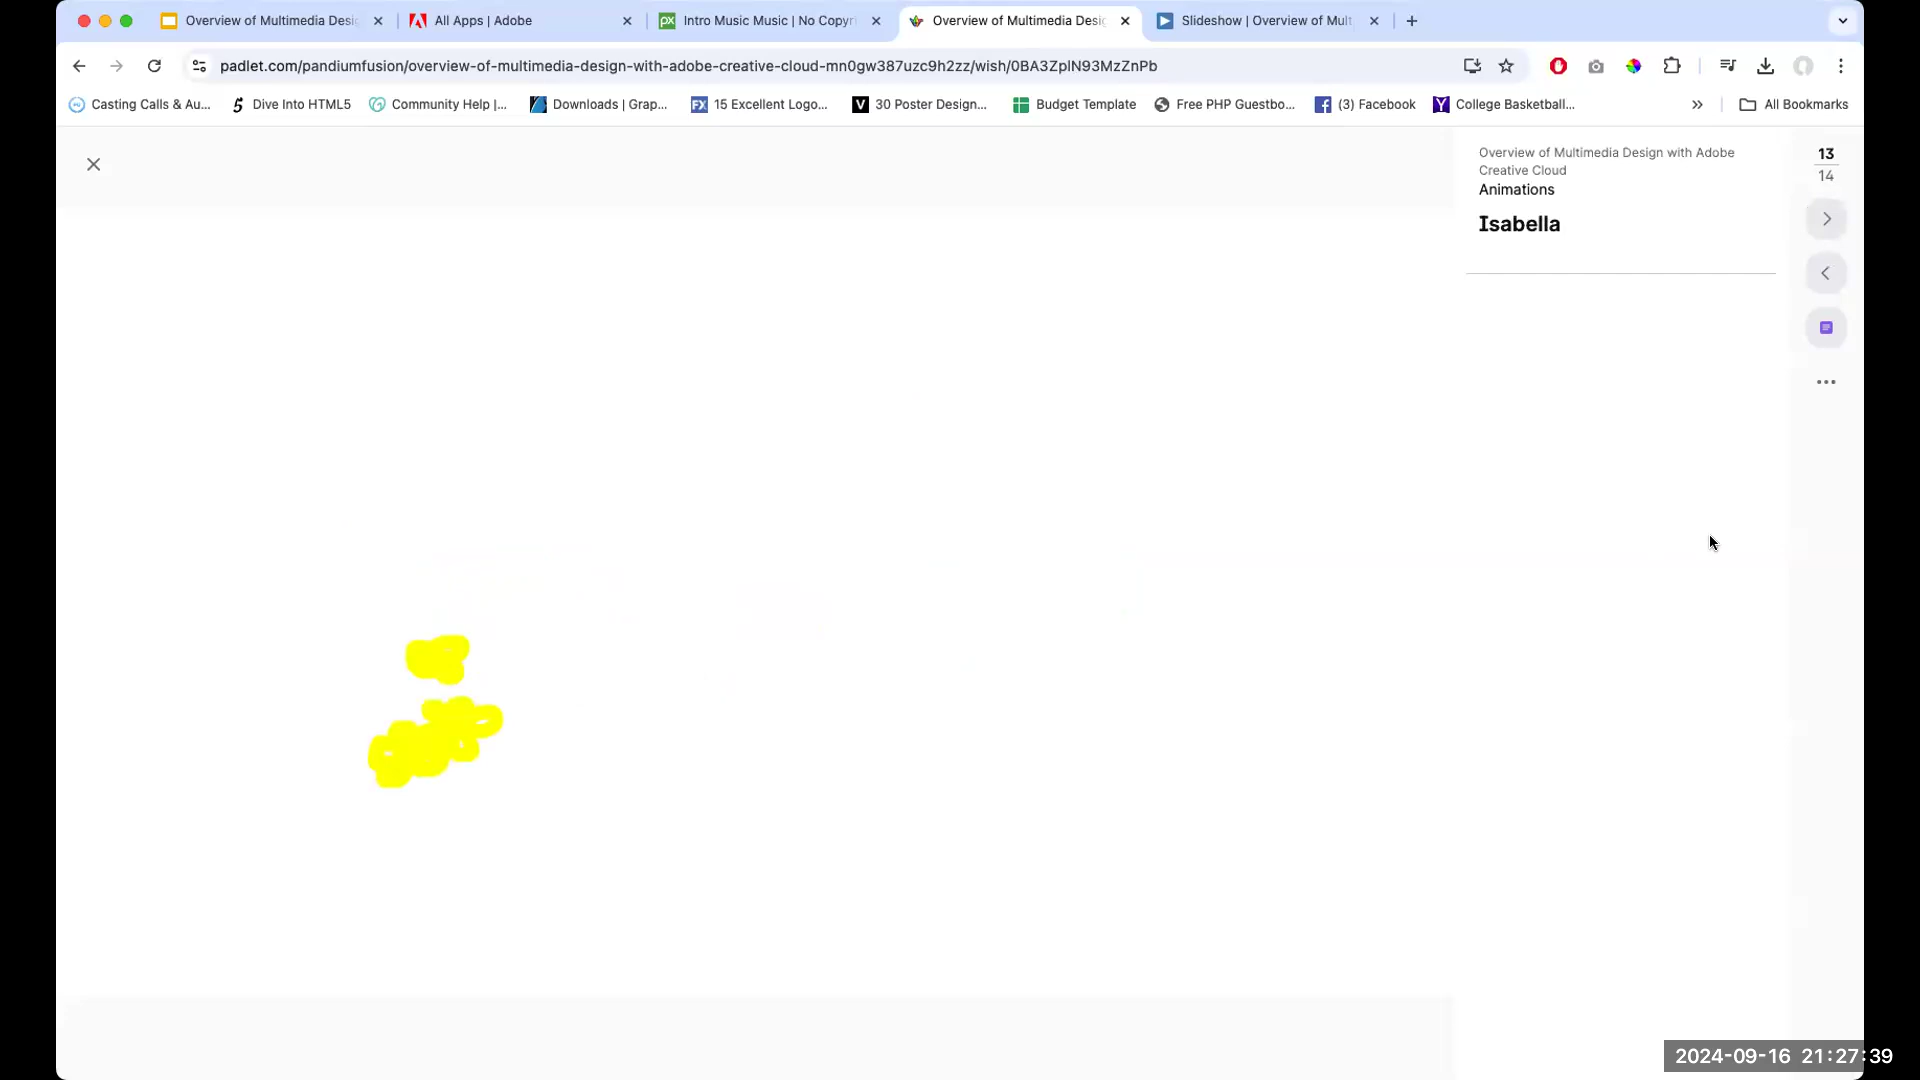 Overview of Multimedia Desig
All Apps | Adobe
Intro Music Music | No Copyri
Overview of Multimedia Desig
Slideshow | Overview of Mult
padlet.com/pandiumfusion/overview-of-multimedia-design-with-adobe-creative-cloud-mn0gw387uzc9h2zz/wish/0BA3ZplN93MzZnPb
Casting Calls & Au...
Dive Into HTML5
Community Help |...
Downloads | Grap...
FX 15 Excellent Logo...
V 30 Poster Design...
Budget Template
Free PHP Guestbo...
(3) Facebook
Y College Basketball...
All Bookmarks
Overview of Multimedia Design with Adobe
Creative Cloud
Animations
Isabella
13
14
2024-09-16 21:27:39